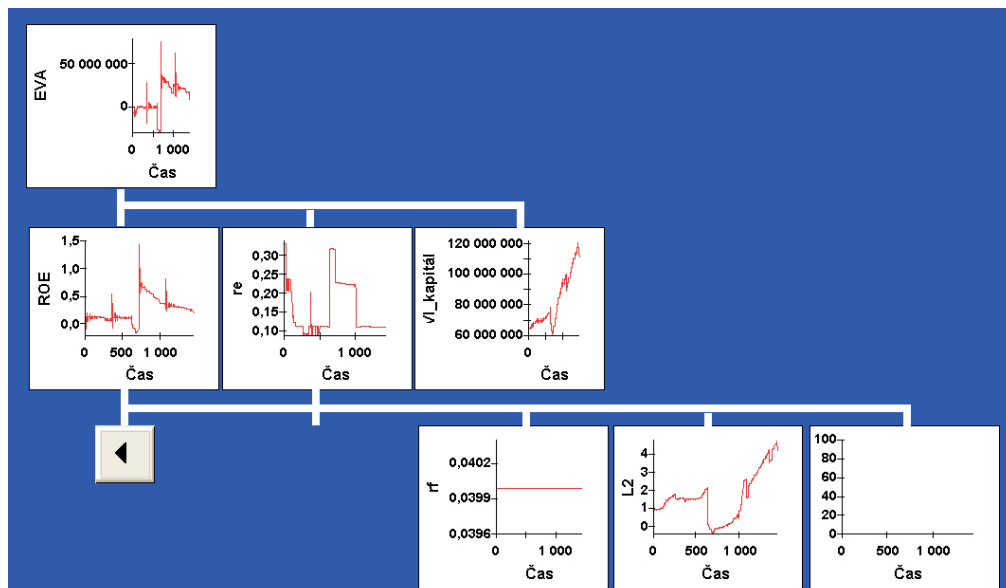 EVA
50 000 000
0
0 1 000
Čas
ROE
1,5
1,0
0,5
0,0
0 500 1 000
Čas
re
0,30
0,25
0,20
0,15
0,10
0 1 000
Čas
Vl_kapitál
120 000 000
100 000 000
80 000 000
60 000 000
0
Čas
rf
0,0402
0,0399
0,0396
0 1 000
Čas
L2
4
3
2
1
0
0 500 1 000
Čas
100
80
60
40
20
0
0 500 1 000
Čas